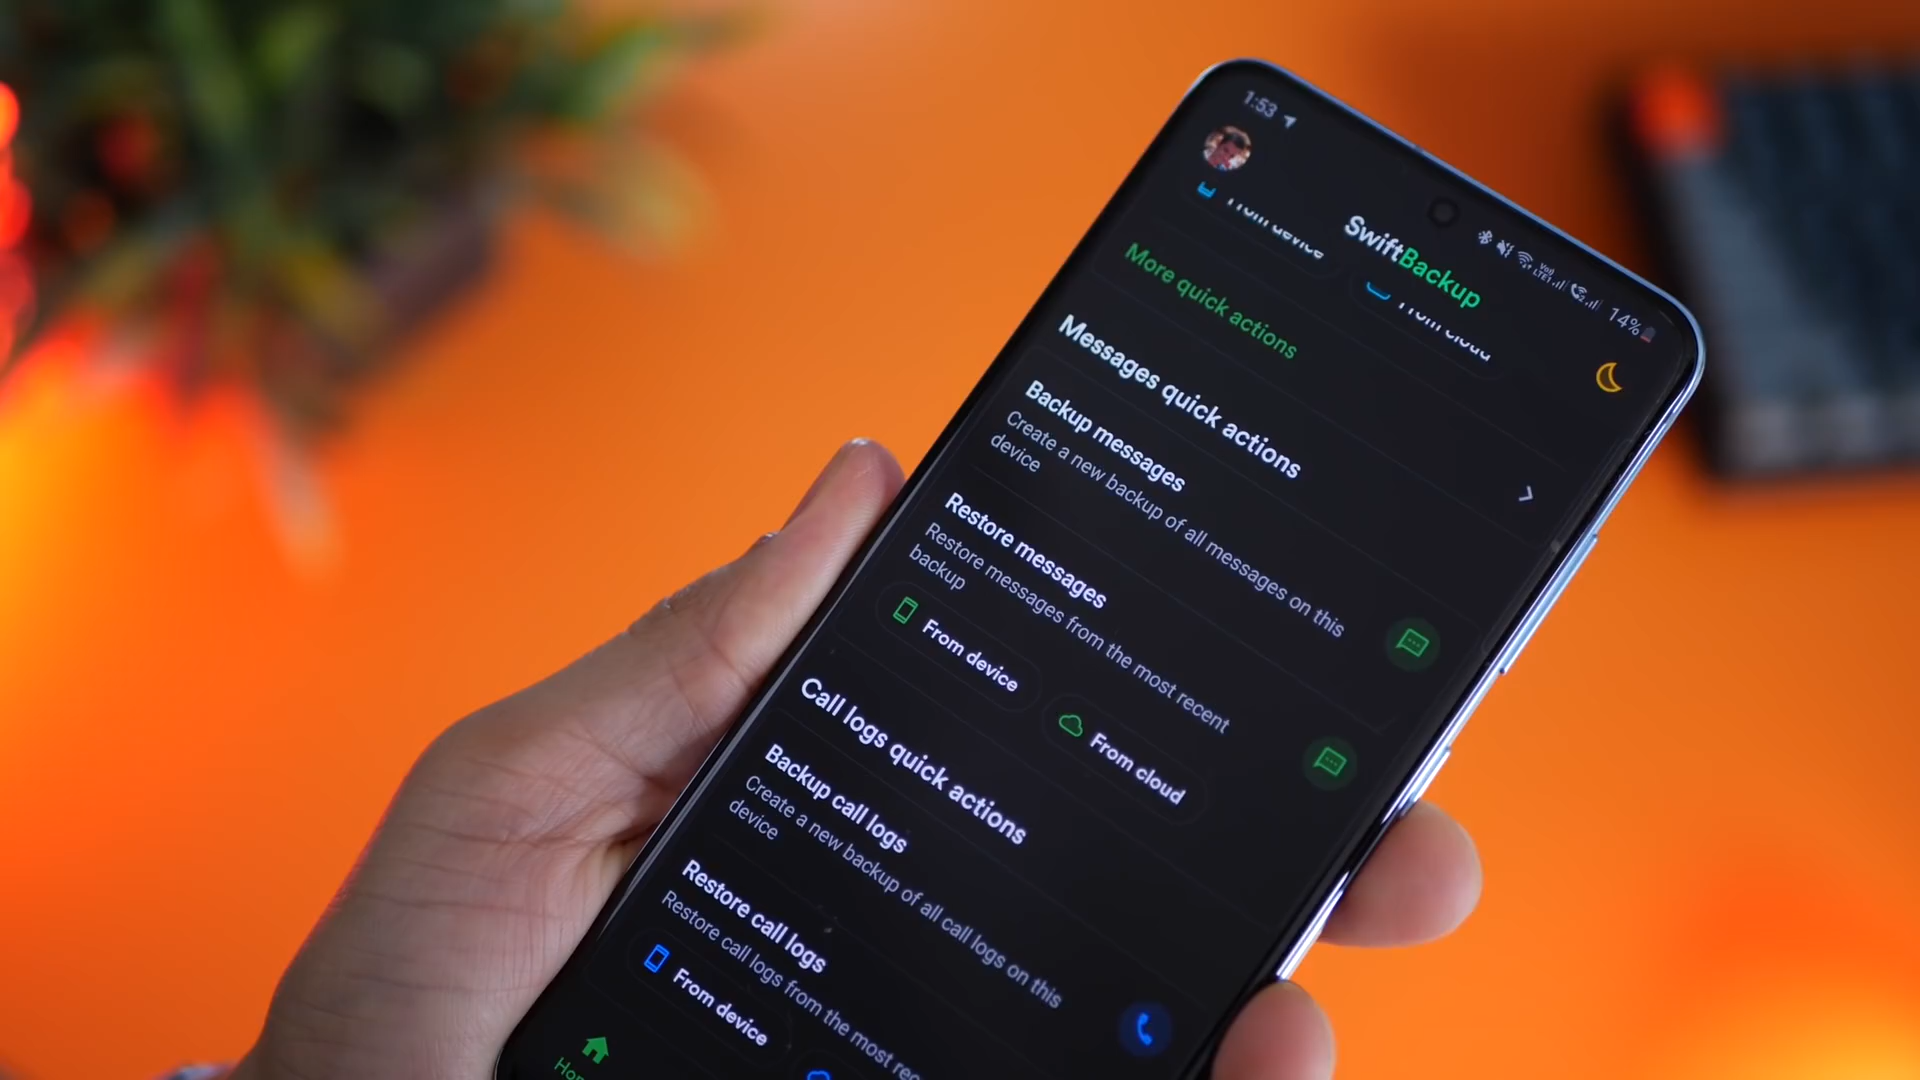 1:53
VoI) LTE1
14%
SwiftBackup
From device
From cloud
More quick actions
Messages quick actions
Backup messages
Create a new backup of all messages on this
device
Restore messages
Restore messages from the most recent
backup
From device
From cloud
Call logs quick actions
Backup call logs
Create a new backup of all call logs on this
device
Restore call logs
Restore call logs from the most rec
From device
Hom